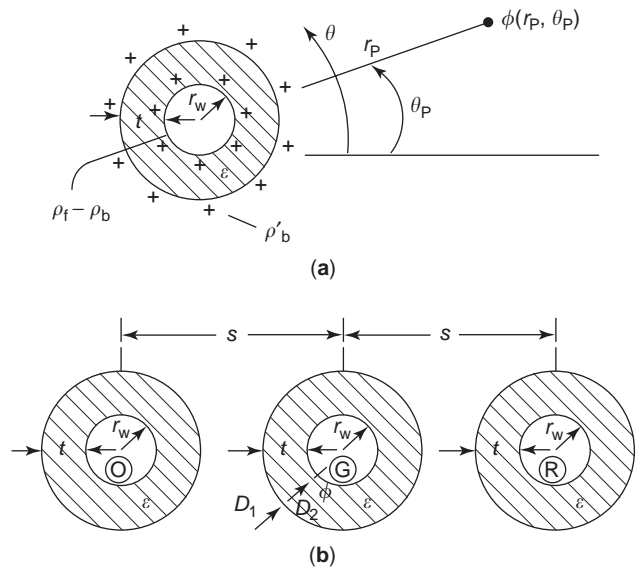 θ
ϕ(r_P, θ_P)
r_P
θ_P
r_w
t
ε
ρ_f – ρ_b
ρ′_b
(a)
s s
r_w r_w r_w
t t t
O G R
ϕ
ε ε ε
D_1 D_2
(b)